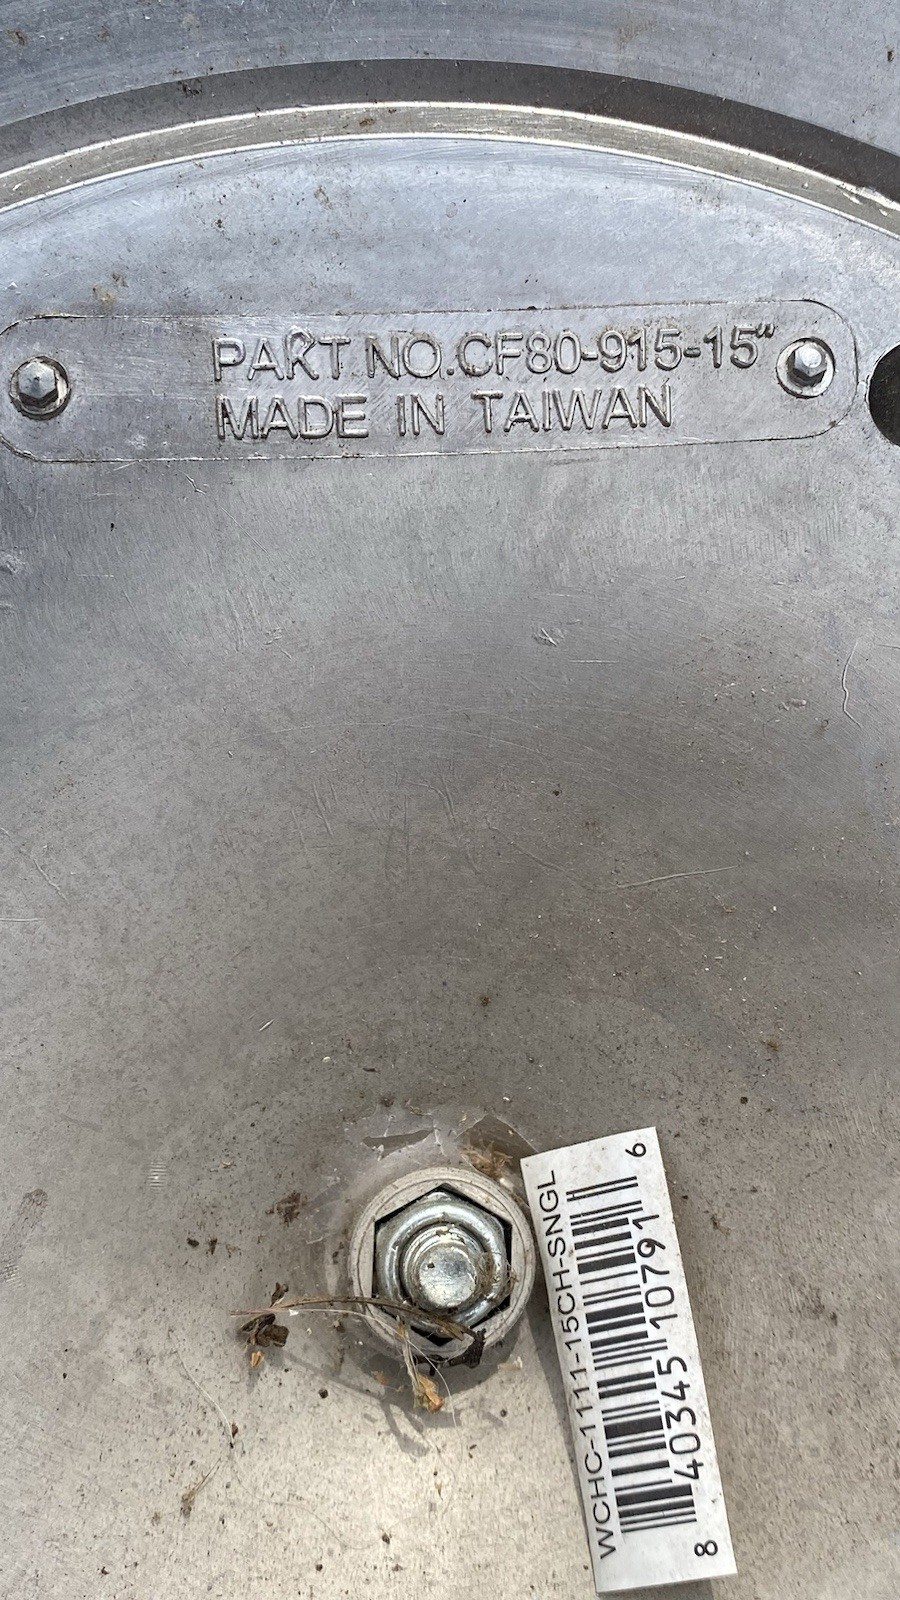 PART NO.CF80-915-15"
MADE IN TAIWAN
WCHC-1111-15CH-SNGL
8 40345 10791 6